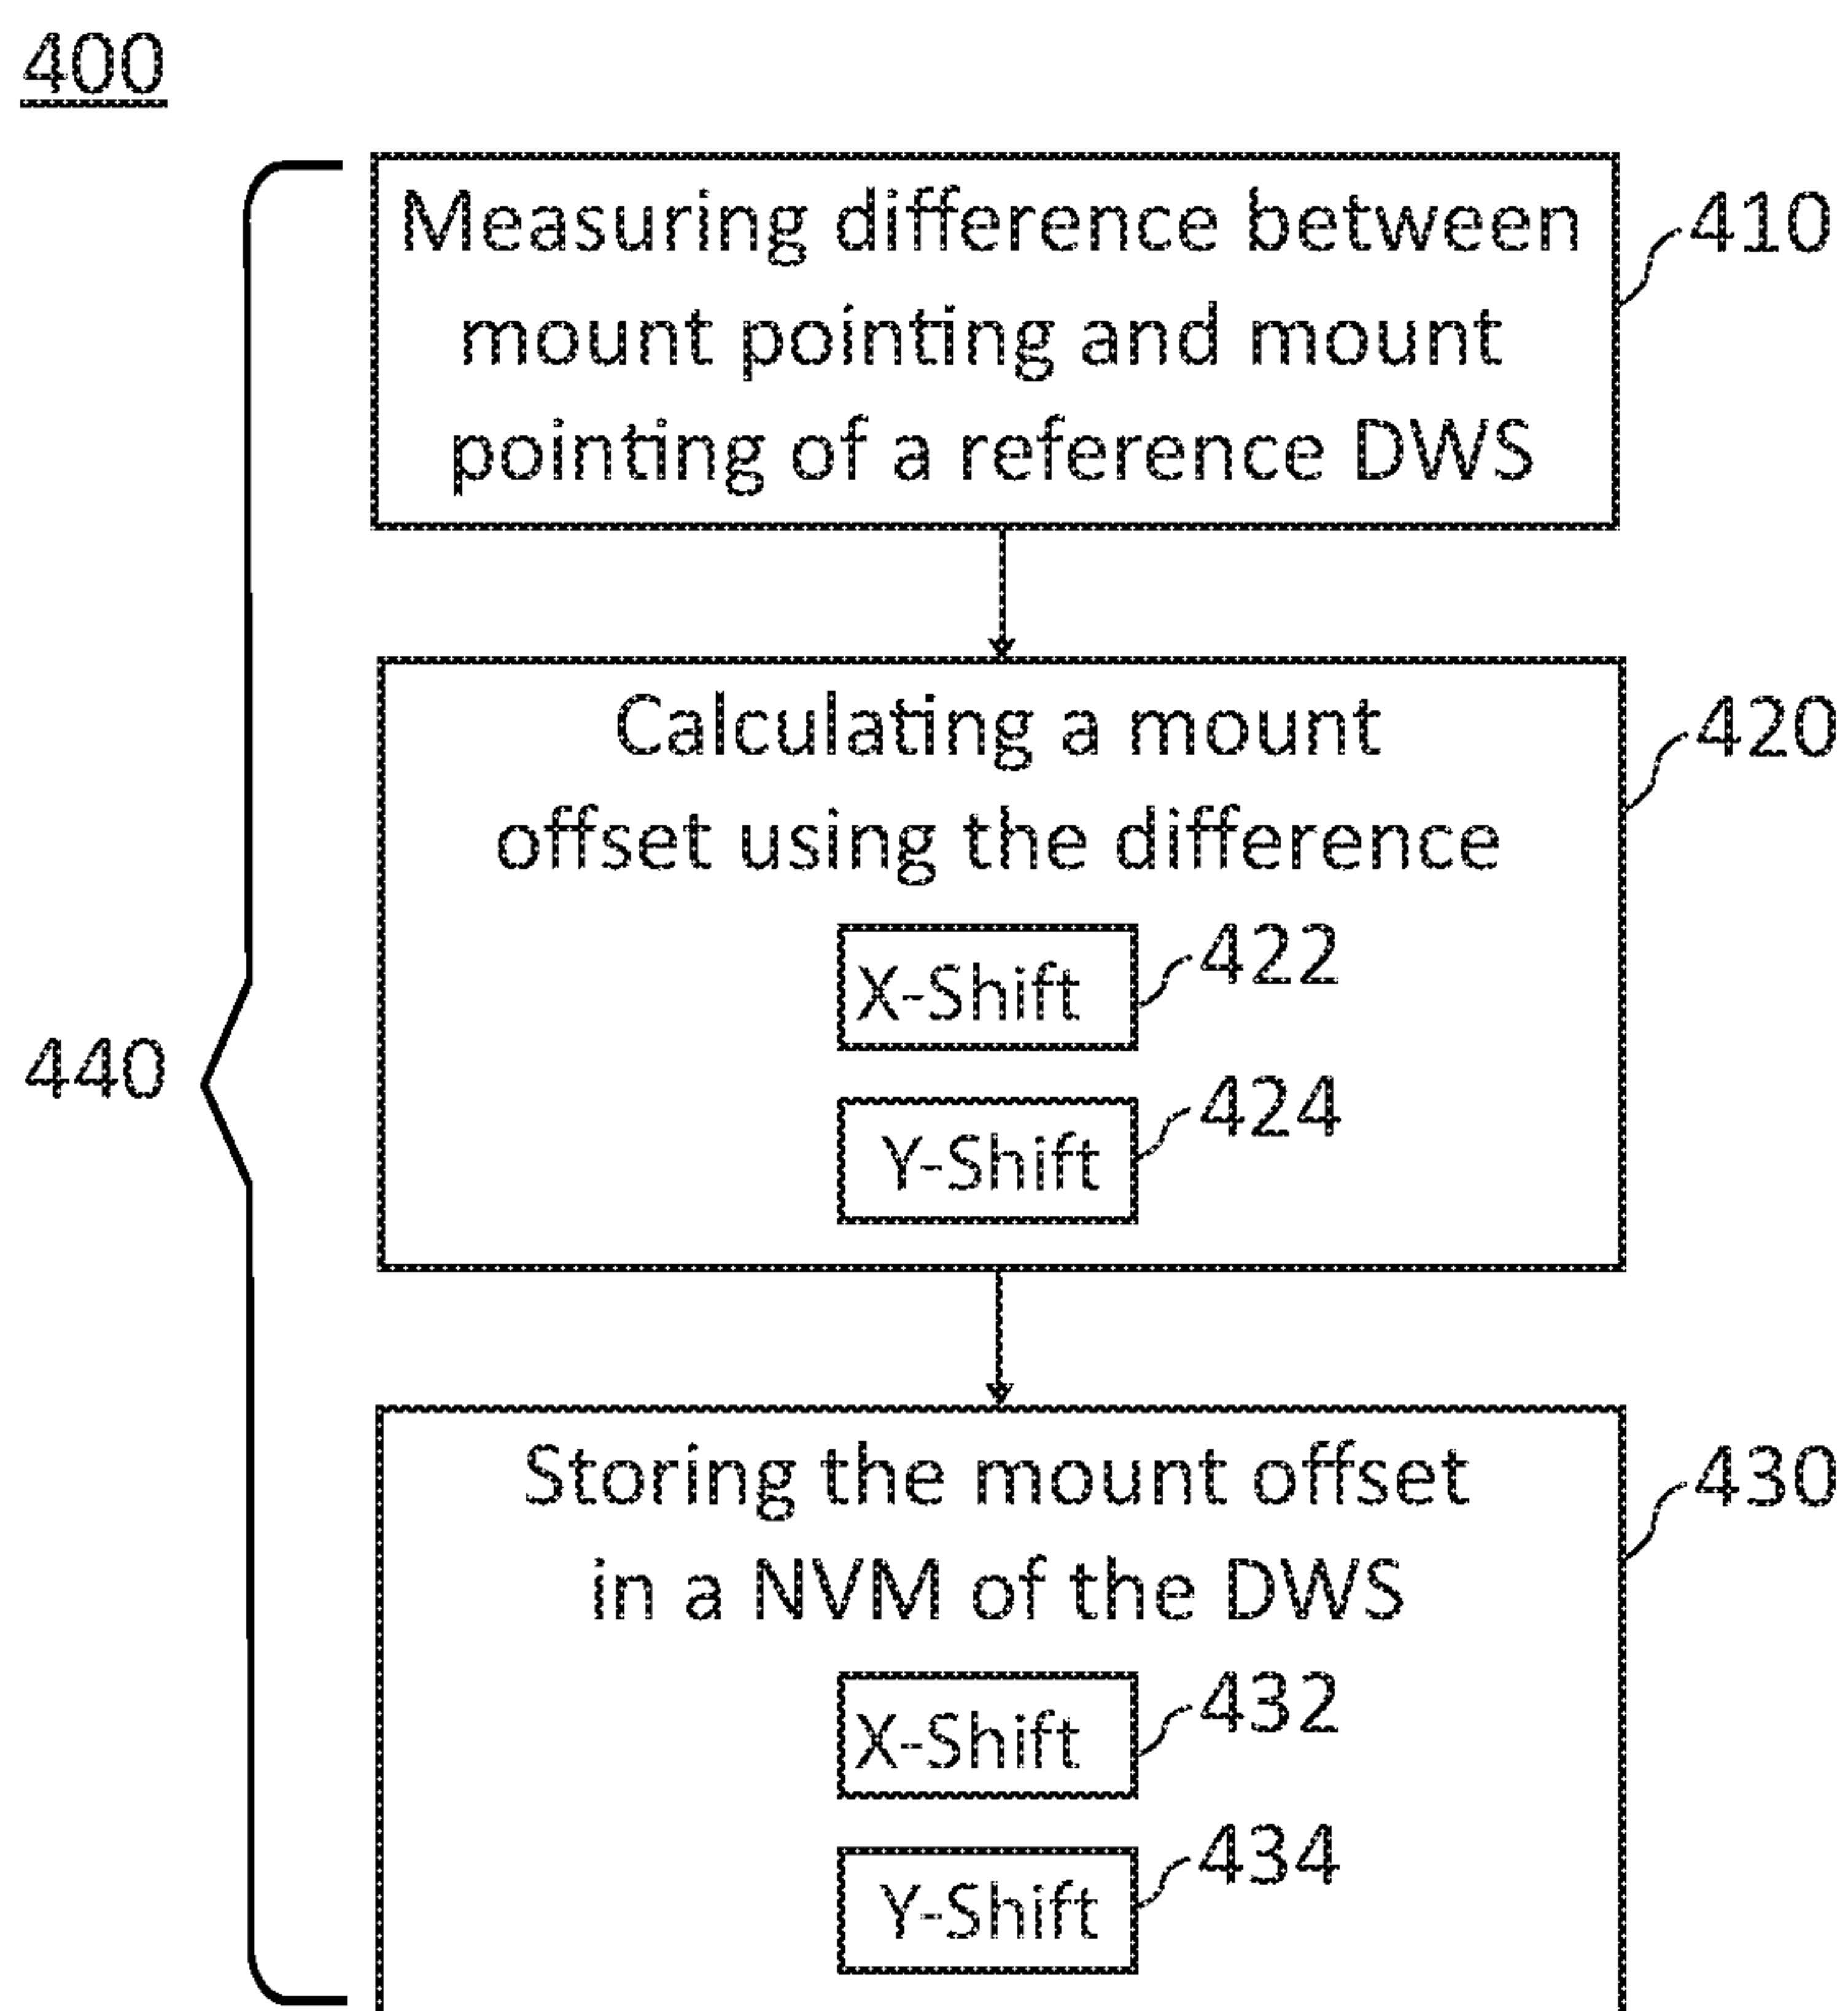 400
Measuring difference between
mount pointing and mount
pointing of a reference DWS
410
Calculating a mount
offset using the difference
420
X-Shift
422
Y-Shift
424
440
Storing the mount offset
in a NVM of the DWS
430
X-Shift
432
Y-Shift
434